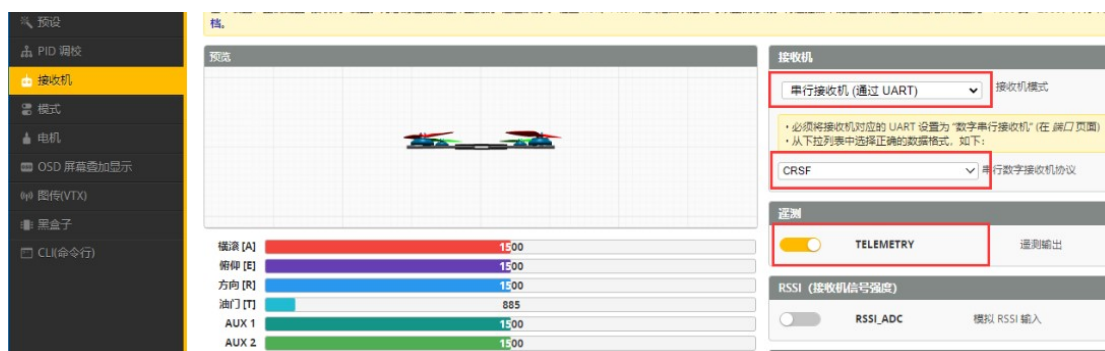 预设
档。
PID 调校
接收机
模式
电机
OSD 屏幕叠加显示
图传(VTX)
黑盒子
CLI(命令行)
预览
横滚 [A]
1500
俯仰 [E]
1500
方向 [R]
1500
油门 [T]
885
AUX 1
1500
AUX 2
1500
接收机
串行接收机 (通过 UART)
接收机模式
• 必须将接收机对应的 UART 设置为 "数字串行接收机" (在 端口 页面)
• 从下拉列表中选择正确的数据格式。如下:
CRSF
串行数字接收机协议
遥测
TELEMETRY
遥测输出
RSSI (接收机信号强度)
RSSI_ADC
模拟 RSSI 输入